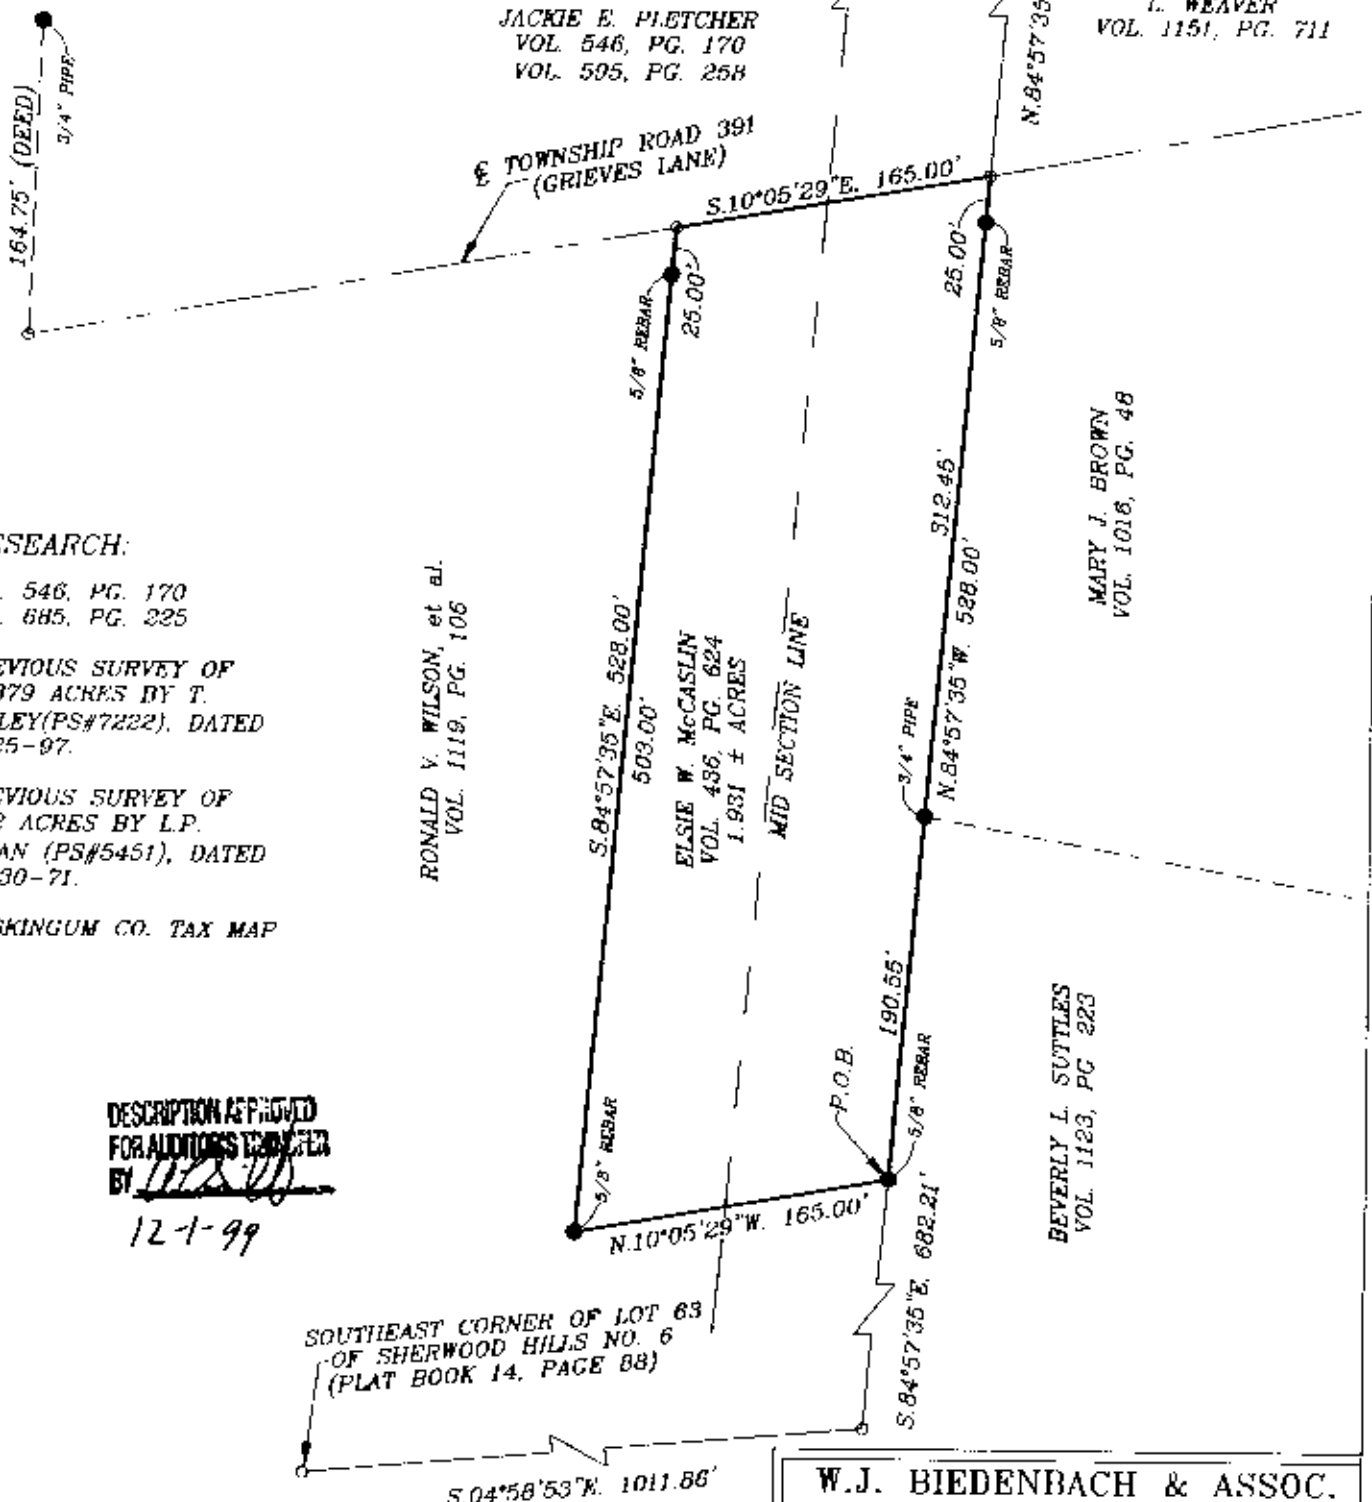 JACKIE E. PLETCHER
VOL. 546, PG. 170
VOL. 595, PG. 258
L. WEAVER
VOL. 1151, PG. 711
N.84°57'35
3/4" PIPE
164.75' (DEED)
℄ TOWNSHIP ROAD 391
(GRIEVES LANE)
S.10°05'29"E. 165.00'
25.00'
5/8" REBAR
25.00'
5/8" REBAR
312.45'
N.84°57'35"W. 528.00'
MARY J. BROWN
VOL. 1016, PG. 48
ESEARCH:
. 546, PG. 170
. 685, PG. 225
EVIOUS SURVEY OF
379 ACRES BY T.
LEY(PS#7222), DATED
25-97.
EVIOUS SURVEY OF
2 ACRES BY L.P.
AN (PS#5451), DATED
30-71.
SKINGUM CO. TAX MAP
RONALD V. WILSON, et al.
VOL. 1119, PG. 106
S.84°57'35"E. 528.00'
503.00'
ELSIE W. McCASLIN
VOL. 436, PG. 624
1.931 ± ACRES
MID SECTION LINE
3/4" PIPE
190.55'
P.O.B.
5/8" REBAR
BEVERLY L. SUTTLES
VOL. 1123, PG 223
DESCRIPTION APPROVED
FOR AUDITOR'S TRANSFER
BY
12-1-99
5/8" REBAR
N.10°05'29"W. 165.00'
S.84°57'35"E. 682.21'
SOUTHEAST CORNER OF LOT 63
OF SHERWOOD HILLS NO. 6
(PLAT BOOK 14, PAGE 88)
S.04°58'53"E. 1011.86'
W.J. BIEDENBACH & ASSOC.